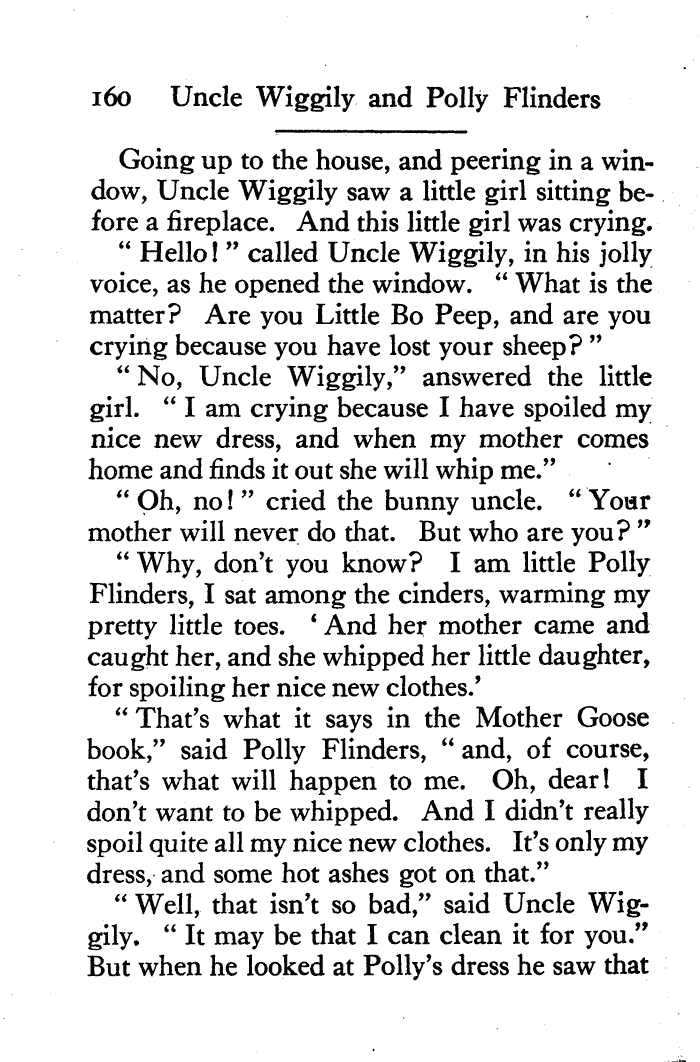 160 Uncle Wiggily and Polly Flinders
Going up to the house, and peering in a win-
dow, Uncle Wiggily saw a little girl sitting be-
fore a fireplace. And this little girl was crying.
“ Hello! ” called Uncle Wiggily, in his jolly
voice, as he opened the window. “ What is the
matter? Are you Little Bo Peep, and are you
crying because you have lost your sheep? ”
“ No, Uncle Wiggily,” answered the little
girl. “ I am crying because I have spoiled my
nice new dress, and when my mother comes
home and finds it out she will whip me.”
“ Oh, no! ” cried the bunny uncle. “ Your
mother will never do that. But who are you? ”
“ Why, don’t you know? I am little Polly
Flinders, I sat among the cinders, warming my
pretty little toes. ‘ And her mother came and
caught her, and she whipped her little daughter,
for spoiling her nice new clothes.’
“ That’s what it says in the Mother Goose
book,” said Polly Flinders, “ and, of course,
that’s what will happen to me. Oh, dear! I
don’t want to be whipped. And I didn’t really
spoil quite all my nice new clothes. It’s only my
dress, and some hot ashes got on that.”
“ Well, that isn’t so bad,” said Uncle Wig-
gily. “ It may be that I can clean it for you.”
But when he looked at Polly’s dress he saw that